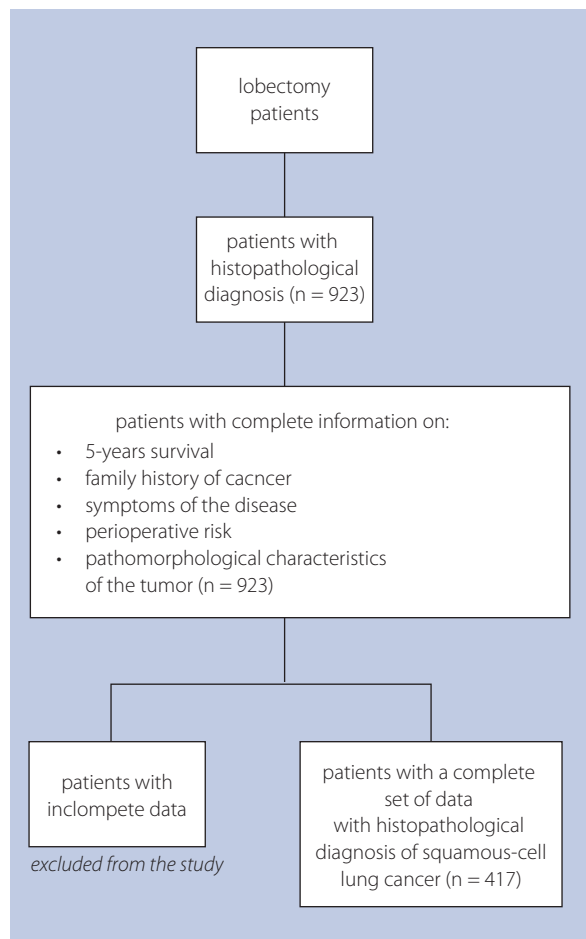 lobectomy
patients
patients with
histopathological
diagnosis (n = 923)
patients with complete information on:
• 5-years survival
• family history of cacncer
• symptoms of the disease
• perioperative risk
• pathomorphological characteristics
of the tumor (n = 923)
patients with
inclompete data
excluded from the study
patients with a complete
set of data
with histopathological
diagnosis of squamous-cell
lung cancer (n = 417)